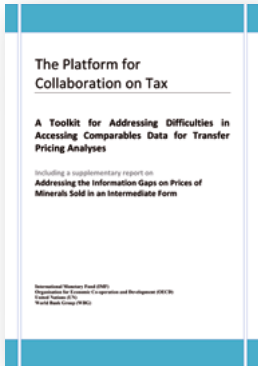 The Platform for
Collaboration on Tax
A Toolkit for Addressing Difficulties in
Accessing Comparables Data for Transfer
Pricing Analyses
Including a supplementary report on
Addressing the Information Gaps on Prices of
Minerals Sold in an Intermediate Form
International Monetary Fund (IMF)
Organisation for Economic Co-operation and Development (OECD)
United Nations (UN)
World Bank Group (WBG)